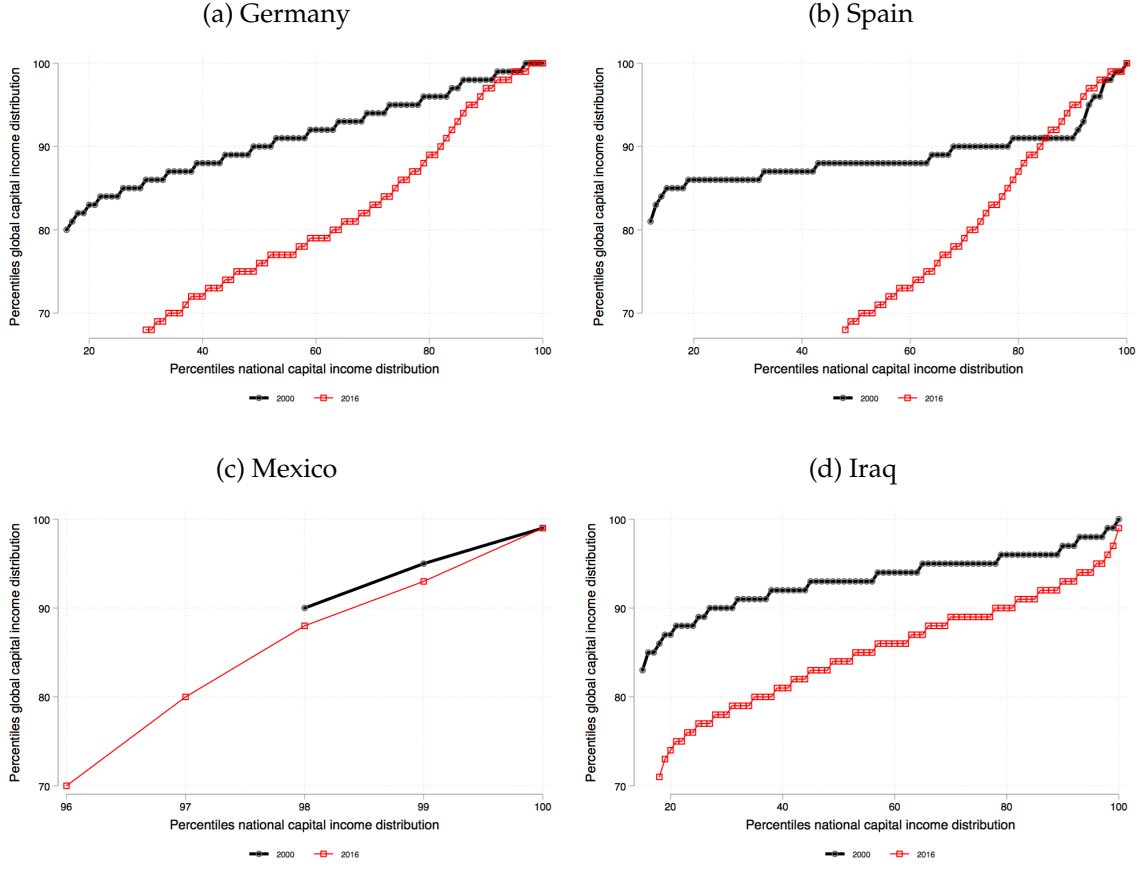 (a) Germany
Percentiles global capital income distribution
100
90
80
70
20 40 60 80 100
Percentiles national capital income distribution
2000 2016
(b) Spain
Percentiles global capital income distribution
100
90
80
70
20 40 60 80 100
Percentiles national capital income distribution
2000 2016
(c) Mexico
Percentiles global capital income distribution
100
90
80
70
96 97 98 99 100
Percentiles national capital income distribution
2000 2016
(d) Iraq
Percentiles global capital income distribution
100
90
80
70
20 40 60 80 100
Percentiles national capital income distribution
2000 2016